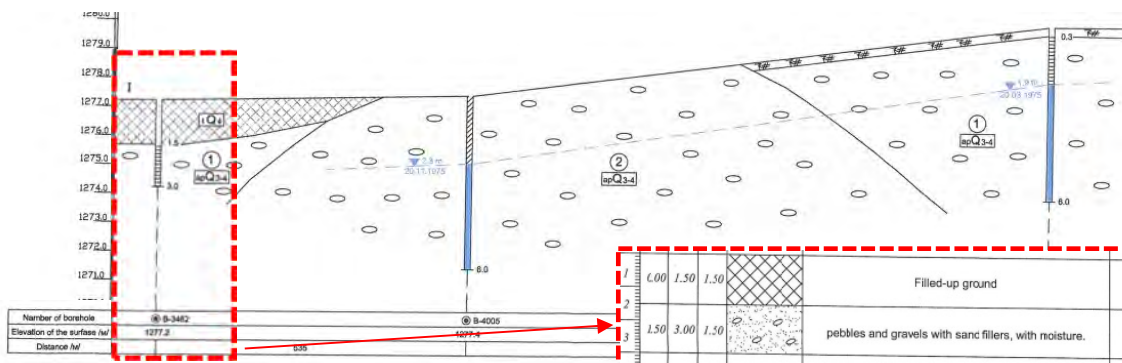 1280.0
1279.0
1278.0
1277.0
1276.0
1275.0
1274.0
1273.0
1272.0
1271.0
I
tQ4
1.5
1
apQ3-4
3.0
2.3 m
20.11.1975
6.0
2
apQ3-4
0.3
1.9 m
20.03.1975
1
apQ3-4
6.0
Namber of borehole
B-3462
B-4005
Elevation of the surfase /w/
1277.2
1277.4
Distance /w/
535
1
2
3
0.00 1.50 1.50
Filled-up ground
1.50 3.00 1.50
pebbles and gravels with sand fillers, with moisture.